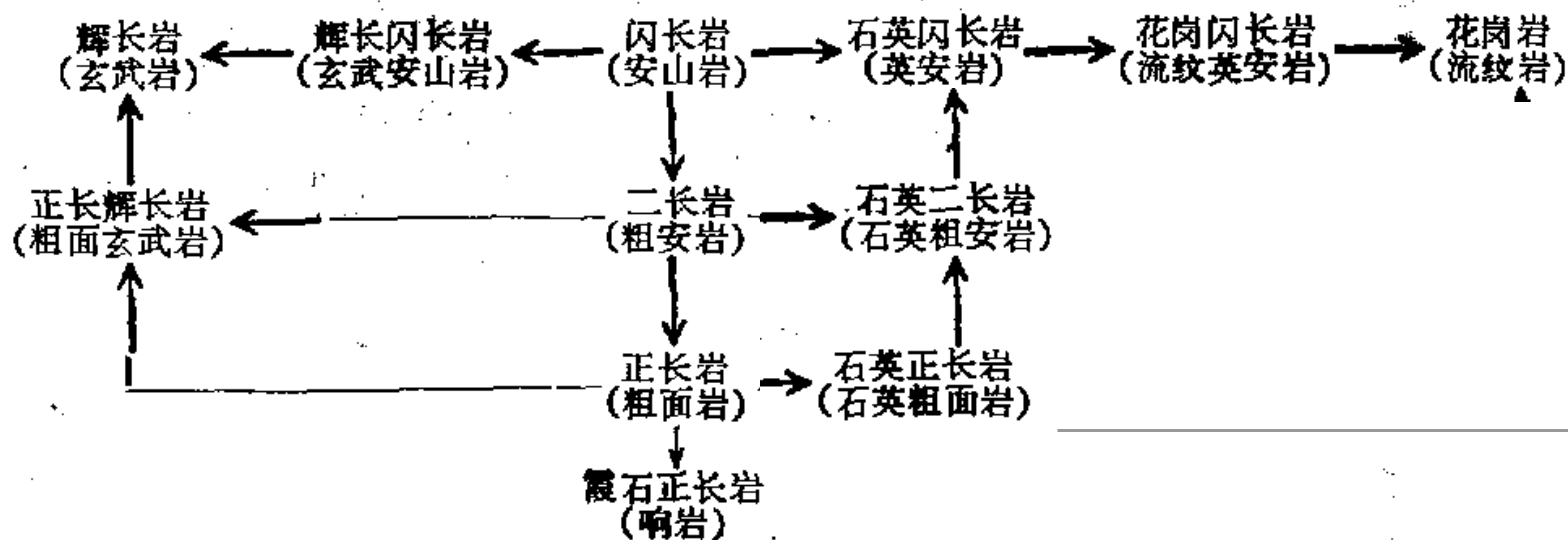 辉长岩
(玄武岩)
辉长闪长岩
(玄武安山岩)
闪长岩
(安山岩)
石英闪长岩
(英安岩)
花岗闪长岩
(流纹英安岩)
花岗岩
(流纹岩)
正长辉长岩
(粗面玄武岩)
二长岩
(粗安岩)
石英二长岩
(石英粗安岩)
正长岩
(粗面岩)
石英正长岩
(石英粗面岩)
霞石正长岩
(响岩)